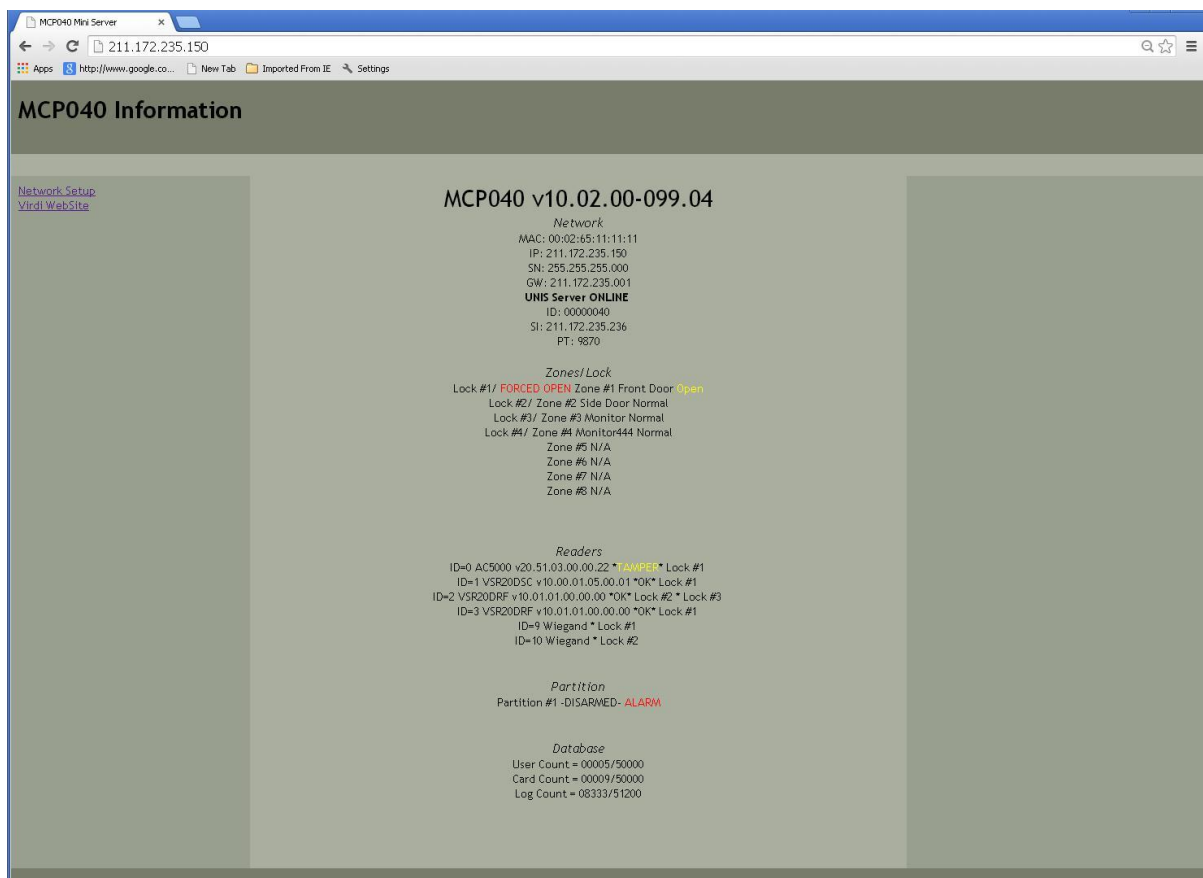 MCP040 Mini Server
211.172.235.150
Apps http://www.google.co... New Tab Imported From IE Settings
MCP040 Information
Network Setup
Virdi WebSite
MCP040 v10.02.00-099.04
Network
MAC: 00:02:65:11:11:11
IP: 211.172.235.150
SN: 255.255.255.000
GW: 211.172.235.001
UNIS Server ONLINE
ID: 00000040
SI: 211.172.235.236
PT: 9870
Zones/Lock
Lock #1/ FORCED OPEN Zone #1 Front Door Open
Lock #2/ Zone #2 Side Door Normal
Lock #3/ Zone #3 Monitor Normal
Lock #4/ Zone #4 Monitor444 Normal
Zone #5 N/A
Zone #6 N/A
Zone #7 N/A
Zone #8 N/A
Readers
ID=0 AC5000 v20.51.03.00.00.22 *TAMPER* Lock #1
ID=1 VSR20DSC v10.00.01.05.00.01 *OK* Lock #1
ID=2 VSR20DRF v10.01.01.00.00.00 *OK* Lock #2 * Lock #3
ID=3 VSR20DRF v10.01.01.00.00.00 *OK* Lock #1
ID=9 Wiegand * Lock #1
ID=10 Wiegand * Lock #2
Partition
Partition #1 -DISARMED- ALARM
Database
User Count = 00005/50000
Card Count = 00009/50000
Log Count = 08333/51200